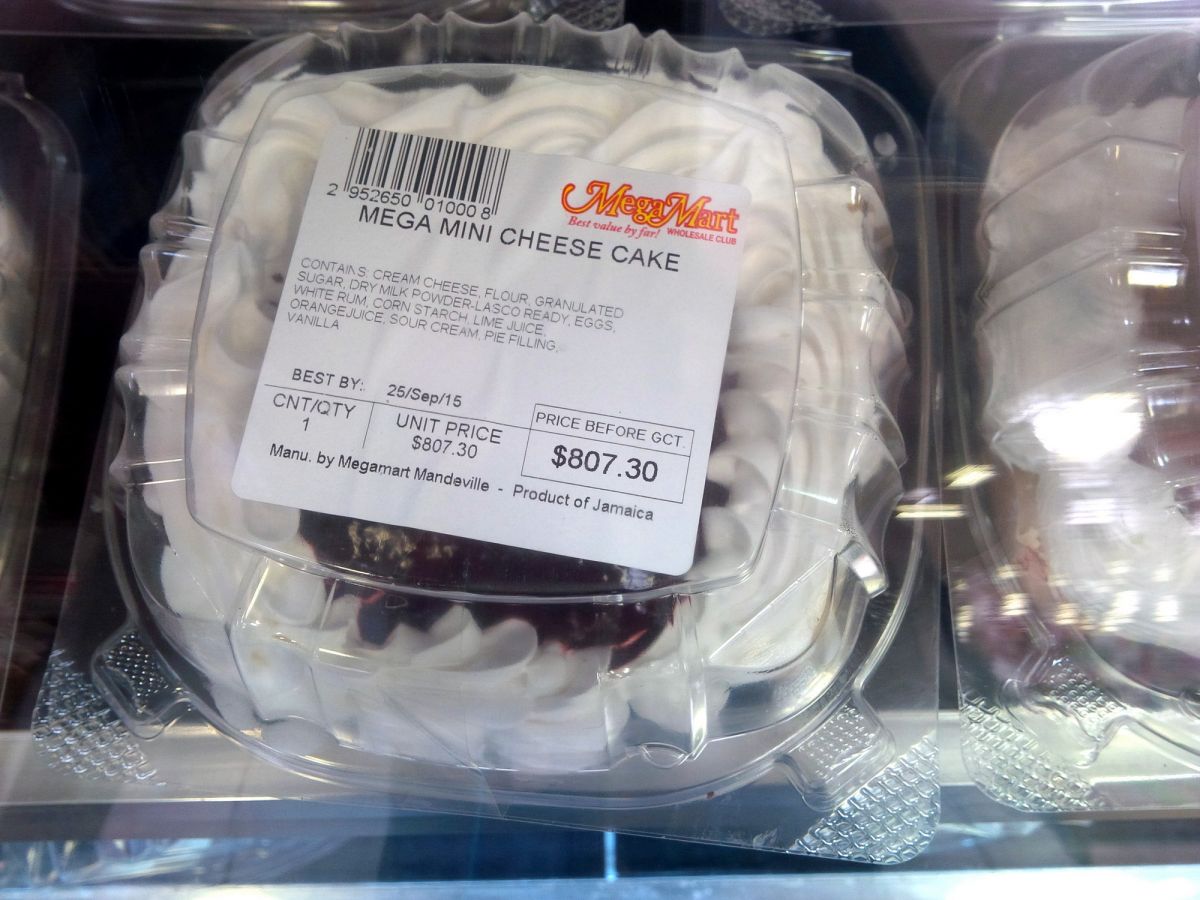 2 952650 01000 8
MegaMart
Best value by far! WHOLESALE CLUB
MEGA MINI CHEESE CAKE
CONTAINS: CREAM CHEESE, FLOUR, GRANULATED
SUGAR, DRY MILK POWDER-LASCO READY, EGGS,
WHITE RUM, CORN STARCH, LIME JUICE,
ORANGEJUICE, SOUR CREAM, PIE FILLING,
VANILLA
BEST BY: 25/Sep/15
CNT/QTY
1
UNIT PRICE
$807.30
PRICE BEFORE GCT.
$807.30
Manu. by Megamart Mandeville - Product of Jamaica